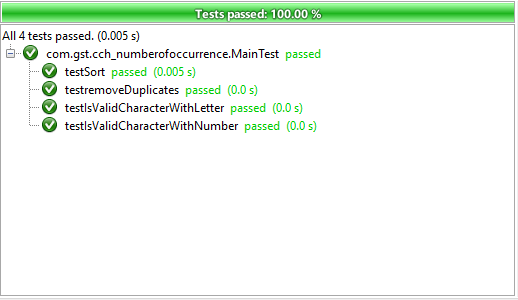 Tests passed: 100.00 %
All 4 tests passed. (0.005 s)
com.gst.cch_numberofoccurrence.MainTest passed
testSort passed (0.005 s)
testremoveDuplicates passed (0.0 s)
testIsValidCharacterWithLetter passed (0.0 s)
testIsValidCharacterWithNumber passed (0.0 s)